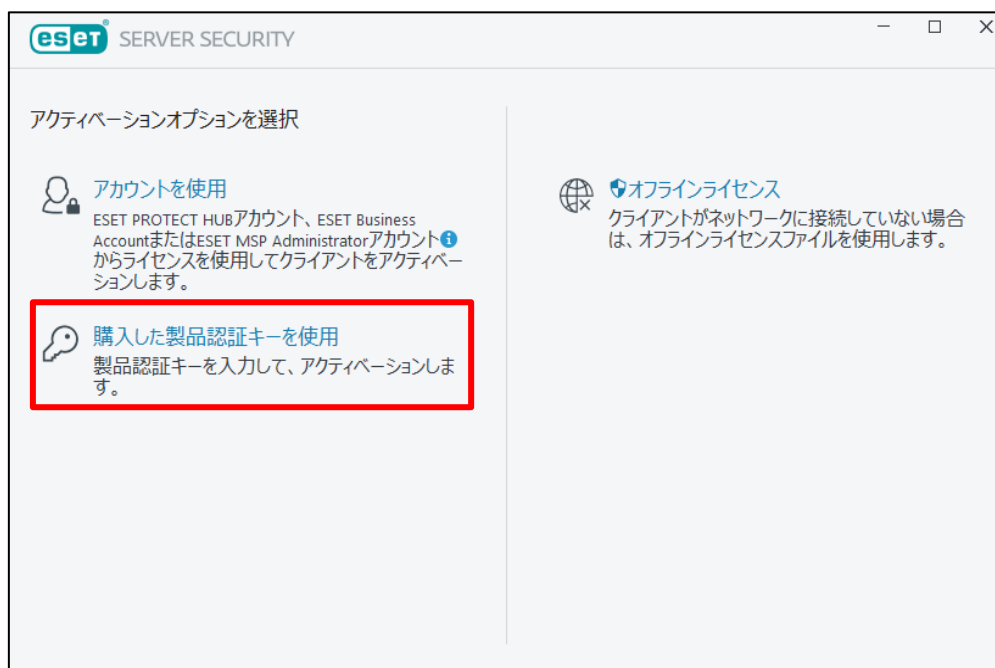 eset SERVER SECURITY
アクティベーションオプションを選択
アカウントを使用
ESET PROTECT HUBアカウント、ESET Business
AccountまたはESET MSP Administratorアカウント
からライセンスを使用してクライアントをアクティベー
ションします。
購入した製品認証キーを使用
製品認証キーを入力して、アクティベーションしま
す。
オフラインライセンス
クライアントがネットワークに接続していない場合
は、オフラインライセンスファイルを使用します。